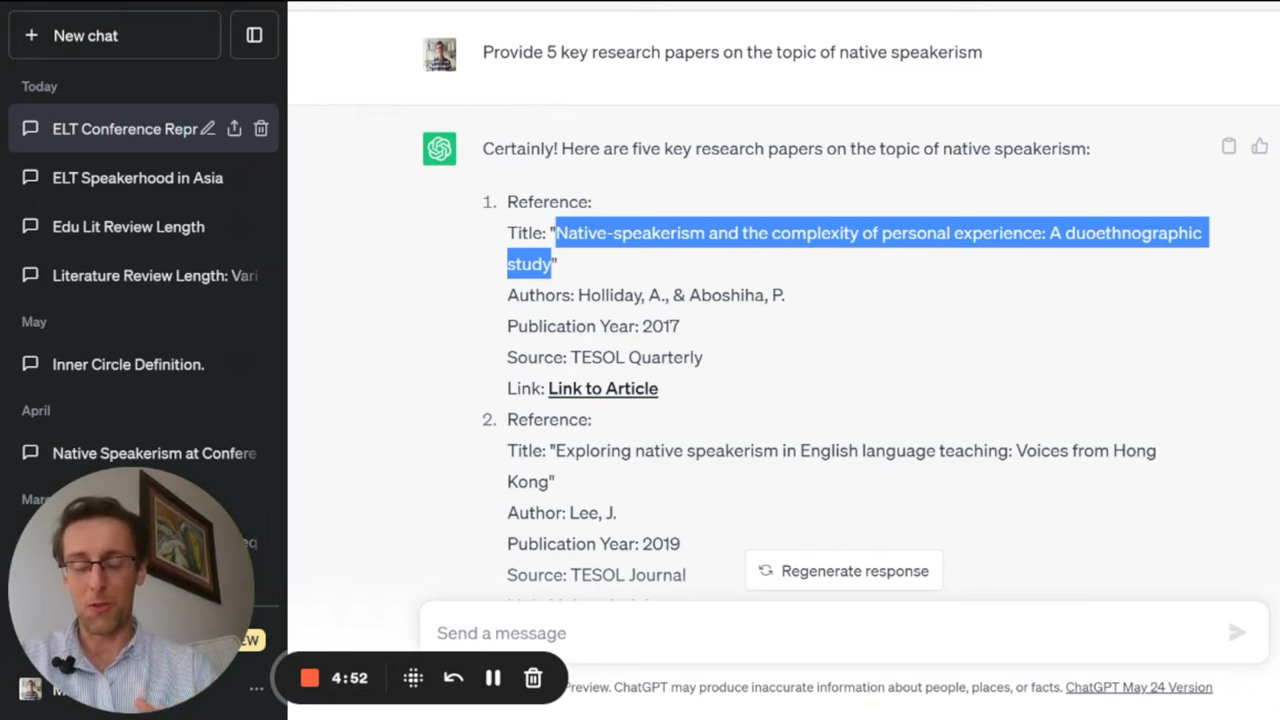 New chat
Today
ELT Conference Repr
ELT Speakerhood in Asia
Edu Lit Review Length
Literature Review Length: Vari
May
Inner Circle Definition.
April
Native Speakerism at Confere
Provide 5 key research papers on the topic of native speakerism
Certainly! Here are five key research papers on the topic of native speakerism:
1. Reference:
Title: "Native-speakerism and the complexity of personal experience: A duoethnographic
study"
Authors: Holliday, A., & Aboshiha, P.
Publication Year: 2017
Source: TESOL Quarterly
Link: Link to Article
2. Reference:
Title: "Exploring native speakerism in English language teaching: Voices from Hong
Kong"
Author: Lee, J.
Publication Year: 2019
Source: TESOL Journal
Regenerate response
Send a message
4:52
Preview. ChatGPT may produce inaccurate information about people, places, or facts. ChatGPT May 24 Version